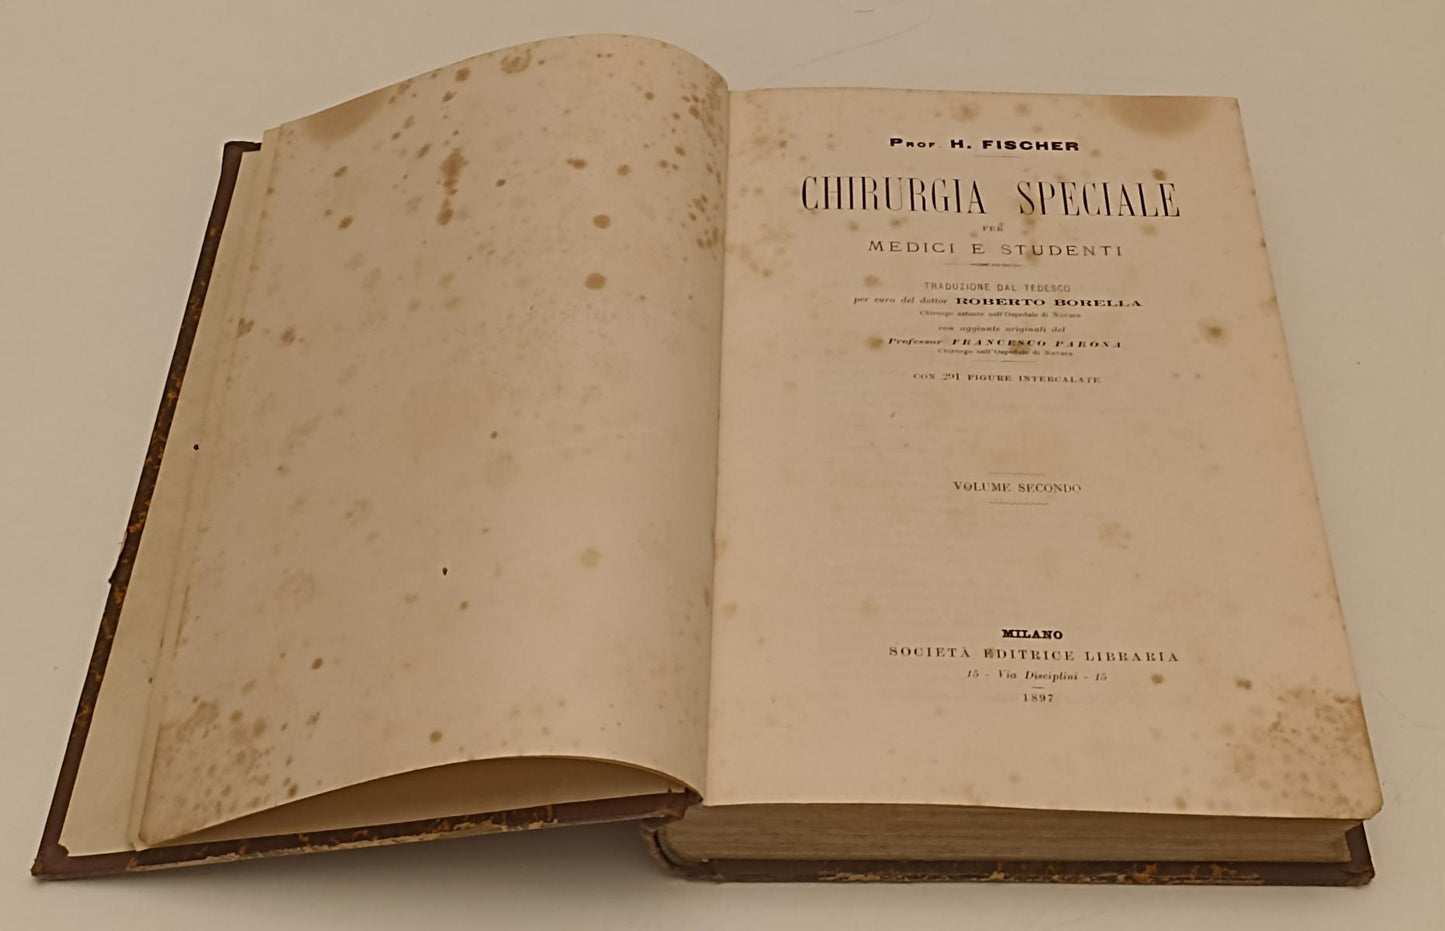 PROF. H. FISCHER
CHIRURGIA SPECIALE
PER
MEDICI E STUDENTI
TRADUZIONE DAL TEDESCO
per cura del dottor ROBERTO BORELLA
Chirurgo astante nell'Ospedale di Novara
con aggiunte originali del
Professor FRANCESCO PARONA
Chirurgo nell'Ospedale di Novara
CON 291 FIGURE INTERCALATE
VOLUME SECONDO
MILANO
SOCIETÀ EDITRICE LIBRARIA
15 - Via Disciplini - 15
1897